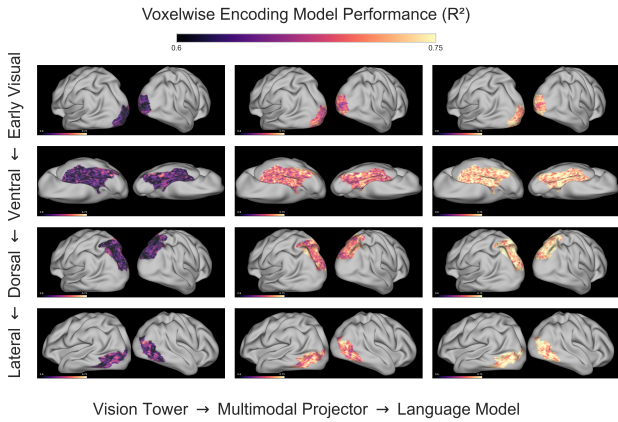 Voxelwise Encoding Model Performance (R²)
0.6
0.75
Early Visual
Ventral ←
Dorsal ←
Lateral ←
Vision Tower → Multimodal Projector → Language Model